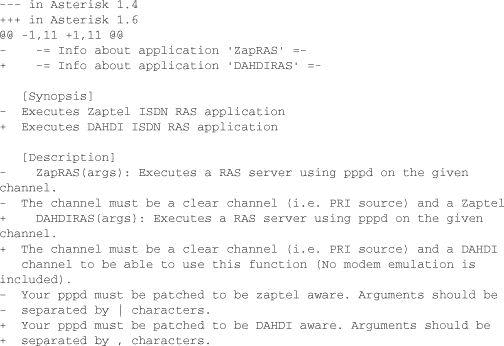 --- in Asterisk 1.4
+++ in Asterisk 1.6
@@ -1,11 +1,11 @@
-    -= Info about application 'ZapRAS' =-
+    -= Info about application 'DAHDIRAS' =-

  [Synopsis]
-  Executes Zaptel ISDN RAS application
+  Executes DAHDI ISDN RAS application

  [Description]
-    ZapRAS(args): Executes a RAS server using pppd on the given
channel.
-  The channel must be a clear channel (i.e. PRI source) and a Zaptel
+    DAHDIRAS(args): Executes a RAS server using pppd on the given
channel.
+  The channel must be a clear channel (i.e. PRI source) and a DAHDI
   channel to be able to use this function (No modem emulation is
included).
-  Your pppd must be patched to be zaptel aware. Arguments should be
-  separated by | characters.
+  Your pppd must be patched to be DAHDI aware. Arguments should be
+  separated by , characters.